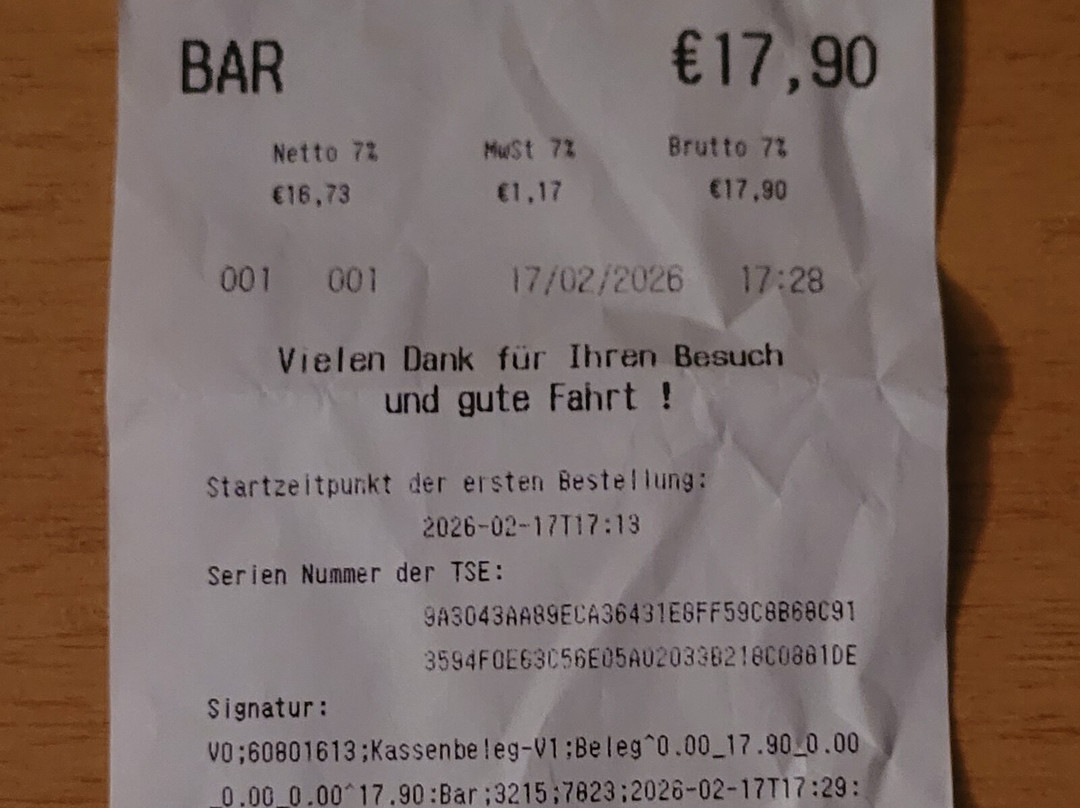 BAR €17,90
Netto 7% MwSt 7% Brutto 7%
€16,73 €1,17 €17,90
001 001 17/02/2026 17:28
Vielen Dank für Ihren Besuch
und gute Fahrt !
Startzeitpunkt der ersten Bestellung:
2026-02-17T17:13
Serien Nummer der TSE:
Signatur:
V0;60801613;Kassenbeleg-V1;Beleg^0.00_17.90_0.00
_0.00_0.00^17.90:Bar;3215;7823;2026-02-17T17:29: